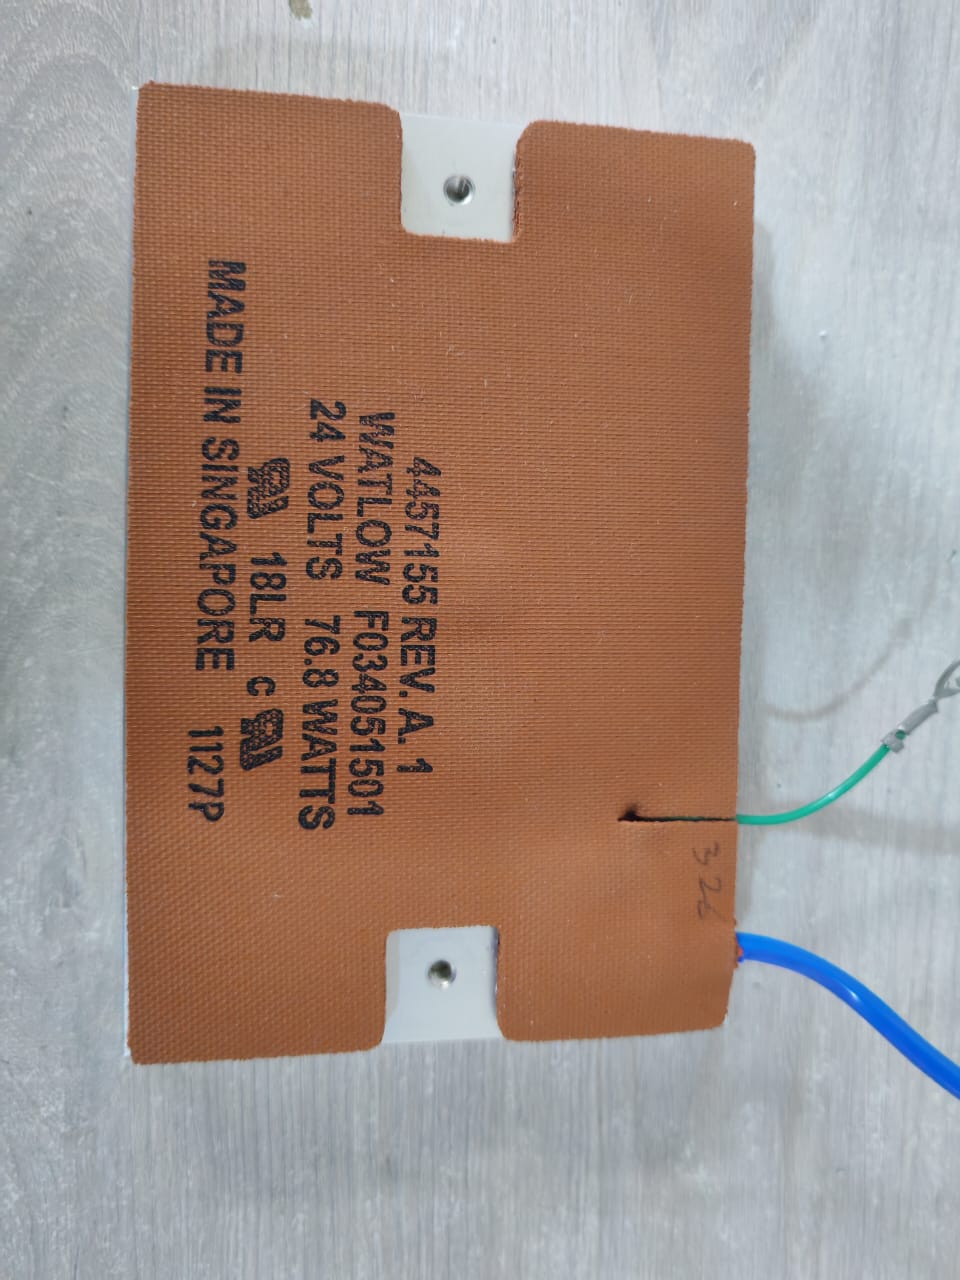 4457155 REV. A. 1
WATLOW F034051501
24 VOLTS 76.8 WATTS
18LR c
MADE IN SINGAPORE 1127P
326